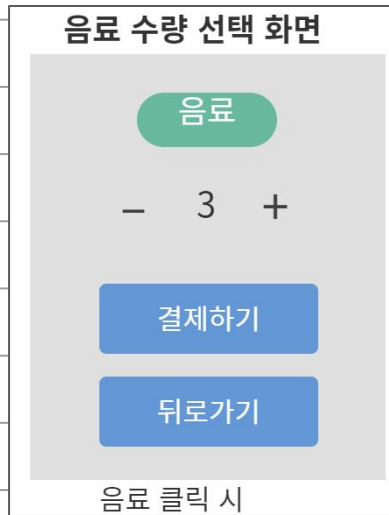 음료 수량 선택 화면
음료
– 3 +
결제하기
뒤로가기
음료 클릭 시